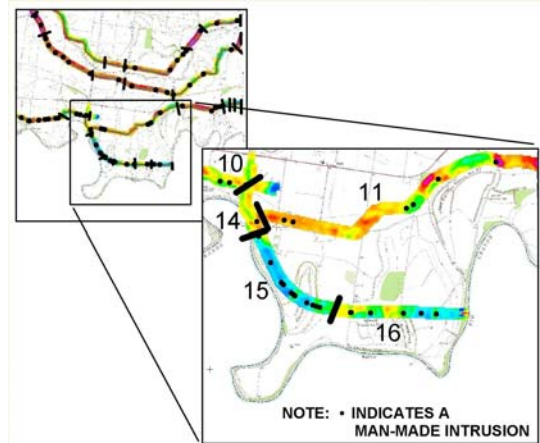 10
11
14
15
16
NOTE: • INDICATES A
MAN-MADE INTRUSION